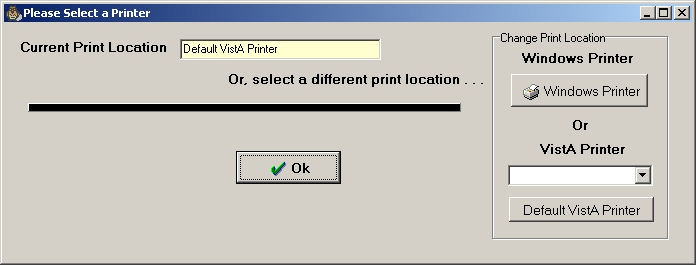 Please Select a Printer
Current Print Location
Default VistA Printer
Or, select a different print location . . .
Ok
Change Print Location
Windows Printer
Windows Printer
Or
VistA Printer
Default VistA Printer